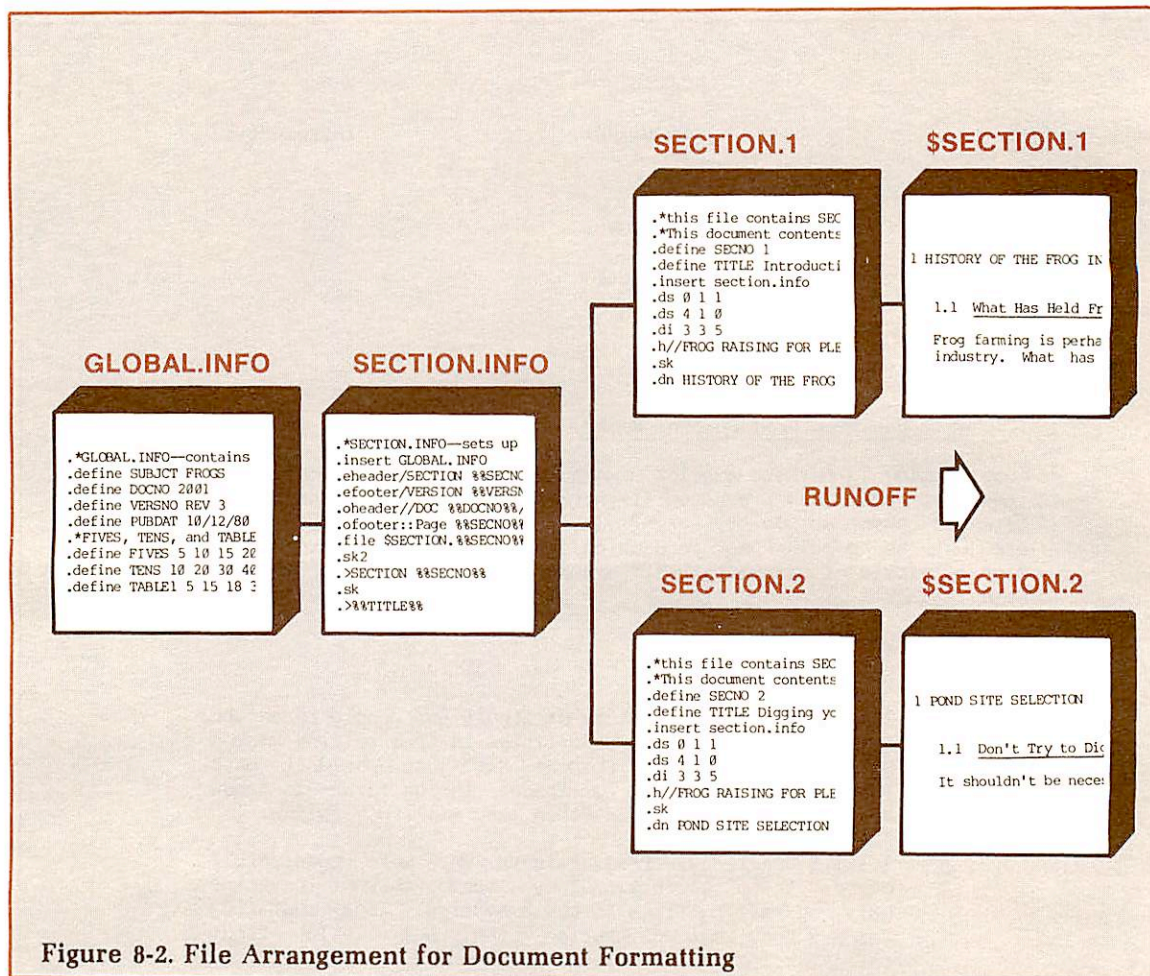 GLOBAL.INFO
.*GLOBAL.INFO--contains
.define SUBJCT FROGS
.define DOCNO 2001
.define VERSNO REV 3
.define PUBDAT 10/12/80
.*FIVES, TENS, and TABLE
.define FIVES 5 10 15 20
.define TENS 10 20 30 40
.define TABLE1 5 15 18 3
SECTION.INFO
.*SECTION.INFO--sets up
.insert GLOBAL.INFO
.eheader/SECTION %%SECNO
.efooter/VERSION %%VERSN
.oheader//DOC %%DOCNO%%/
.ofooter::Page %%SECNO%%
.file $SECTION.%%SECNO%%
.sk2
.>SECTION %%SECNO%%
.sk
.>%%TITLE%%
SECTION.1
.*this file contains SEC
.*This document contents
.define SECNO 1
.define TITLE Introducti
.insert section.info
.ds 0 1 1
.ds 4 1 0
.di 3 3 5
.h//FROG RAISING FOR PLE
.sk
.dn HISTORY OF THE FROG
$SECTION.1
1 HISTORY OF THE FROG IN
1.1 What Has Held Fr
Frog farming is perha
industry. What has
RUNOFF
SECTION.2
.*this file contains SEC
.*This document contents
.define SECNO 2
.define TITLE Digging yo
.insert section.info
.ds 0 1 1
.ds 4 1 0
.di 3 3 5
.h//FROG RAISING FOR PLE
.sk
.dn POND SITE SELECTION
$SECTION.2
1 POND SITE SELECTION
1.1 Don't Try to Dig
It shouldn't be neces
Figure 8-2. File Arrangement for Document Formatting